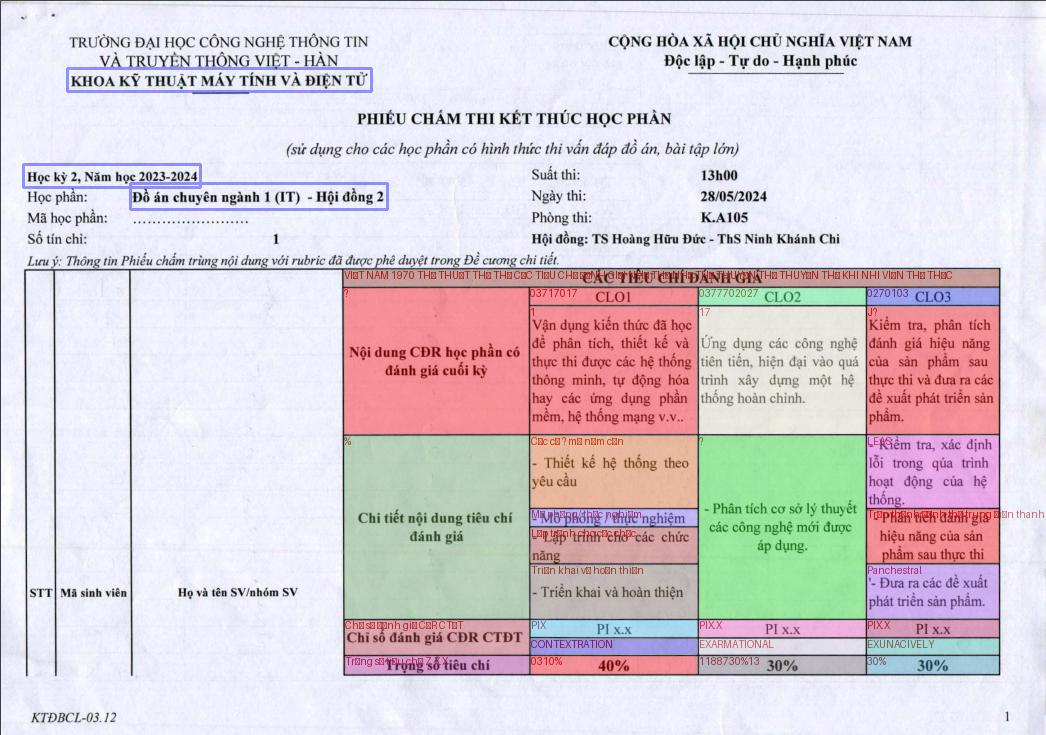 TRƯỜNG ĐẠI HỌC CÔNG NGHỆ THÔNG TIN
VÀ TRUYỀN THÔNG VIỆT - HÀN
KHOA KỸ THUẬT MÁY TÍNH VÀ ĐIỆN TỬ
CỘNG HÒA XÃ HỘI CHỦ NGHĨA VIỆT NAM
Độc lập - Tự do - Hạnh phúc
PHIẾU CHẤM THI KẾT THÚC HỌC PHẦN
(sử dụng cho các học phần có hình thức thi vấn đáp đồ án, bài tập lớn)
Học kỳ 2, Năm học 2023-2024
Suất thi: 13h00
Học phần: Đồ án chuyên ngành 1 (IT) - Hội đồng 2
Ngày thi: 28/05/2024
Mã học phần: ........................
Phòng thi: K.A105
Số tín chỉ: 1
Hội đồng: TS Hoàng Hữu Đức - ThS Ninh Khánh Chi
Lưu ý: Thông tin Phiếu chấm trùng nội dung với rubric đã được phê duyệt trong Đề cương chi tiết.
CÁC TIÊU CHÍ ĐÁNH GIÁ
?
03717017
CLO1
0377702027
CLO2
0270103
CLO3
Nội dung CĐR học phần có
đánh giá cuối kỳ
1
Vận dụng kiến thức đã học
để phân tích, thiết kế và
thực thi được các hệ thống
thông minh, tự động hóa
hay các ứng dụng phần
mềm, hệ thống mạng v.v..
17
Ứng dụng các công nghệ
tiên tiến, hiện đại vào quá
trình xây dựng một hệ
thống hoàn chỉnh.
J?
Kiểm tra, phân tích
đánh giá hiệu năng
của sản phẩm sau
thực thi và đưa ra các
đề xuất phát triển sản
phẩm.
%
Chi tiết nội dung tiêu chí
đánh giá
- Thiết kế hệ thống theo
yêu cầu
- Mô phỏng / thực nghiệm
- Lập trình cho các chức
năng
- Triển khai và hoàn thiện
?
- Phân tích cơ sở lý thuyết
các công nghệ mới được
áp dụng.
- Kiểm tra, xác định
lỗi trong qúa trình
hoạt động của hệ
thống.
- Phân tích đánh giá
hiệu năng của sản
phẩm sau thực thi
Panchestral
'- Đưa ra các đề xuất
phát triển sản phẩm.
STT
Mã sinh viên
Họ và tên SV/nhóm SV
Chỉ số đánh giá CĐR CTĐT
PIX
PI x.x
PIXX
PI x.x
PIXX
PI x.x
CONTEXTRATION
EXARMATIONAL
EXUNACIVELY
Trọng số tiêu chí
0310%
40%
1188730%13
30%
30%
30%
KTĐBCL-03.12
1